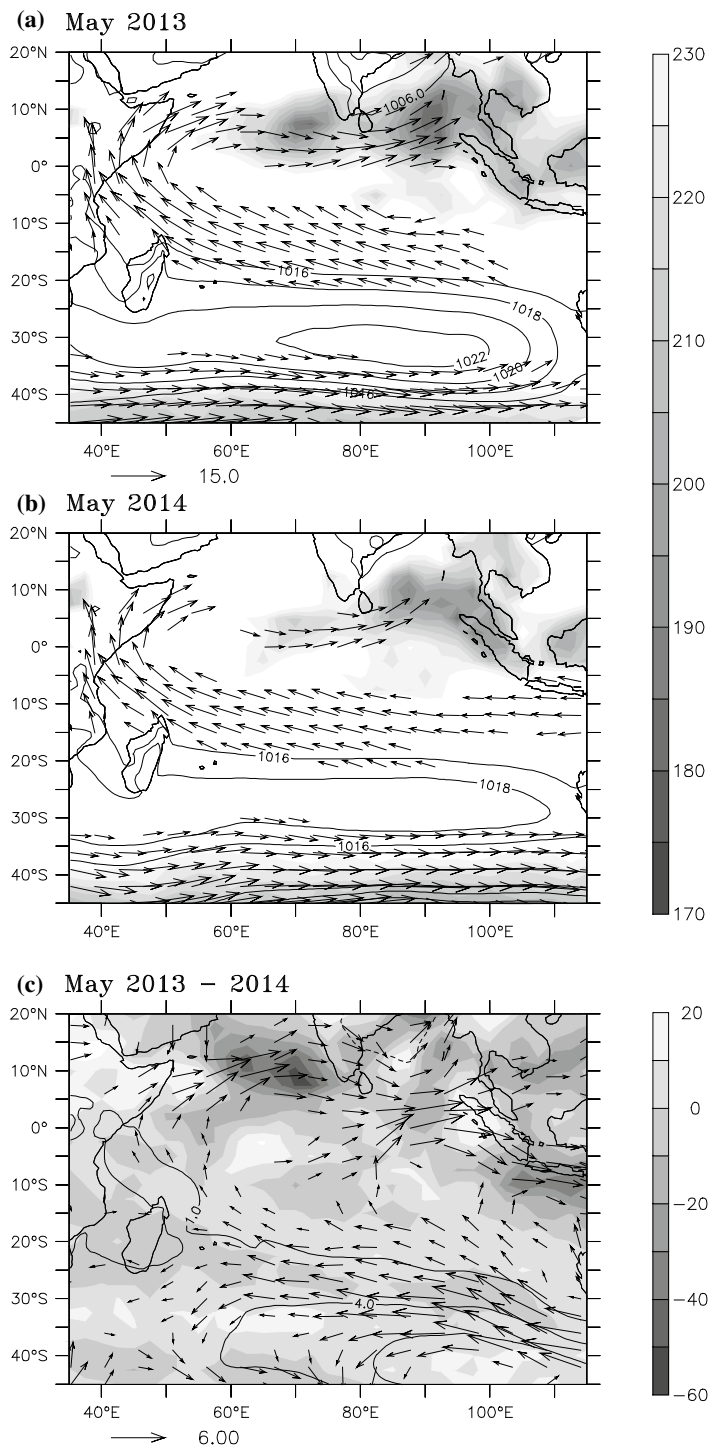 (a) May 2013
20°N
10°N
0°
10°S
20°S
30°S
40°S
1006.0
1016
1018
1022
1020
1016
40°E 60°E 80°E 100°E
15.0
230
220
210
200
190
180
170
(b) May 2014
20°N
10°N
0°
10°S
20°S
30°S
40°S
1016
1018
1016
40°E 60°E 80°E 100°E
(c) May 2013 − 2014
20°N
10°N
0°
10°S
20°S
30°S
40°S
1.0
4.0
40°E 60°E 80°E 100°E
6.00
20
0
−20
−40
−60